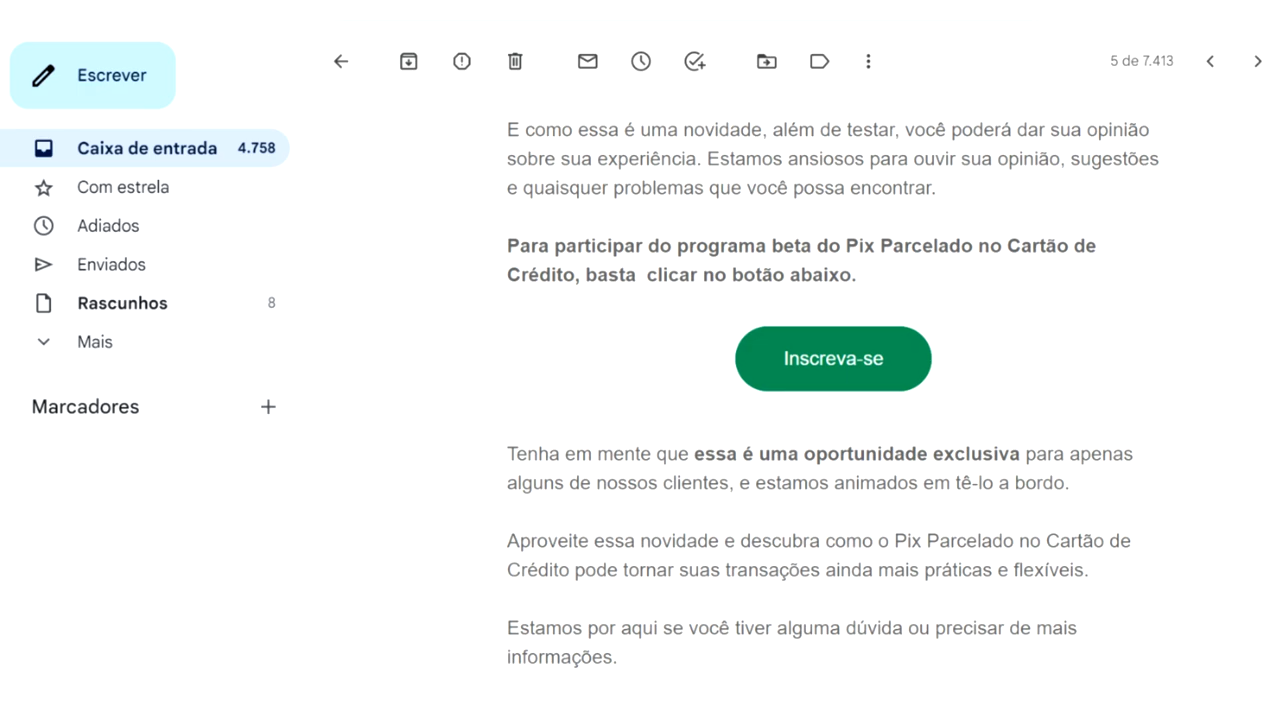 Escrever
5 de 7.413
Caixa de entrada 4.758
Com estrela
Adiados
Enviados
Rascunhos 8
Mais
Marcadores
E como essa é uma novidade, além de testar, você poderá dar sua opinião
sobre sua experiência. Estamos ansiosos para ouvir sua opinião, sugestões
e quaisquer problemas que você possa encontrar.
Para participar do programa beta do Pix Parcelado no Cartão de
Crédito, basta  clicar no botão abaixo.
Inscreva-se
Tenha em mente que essa é uma oportunidade exclusiva para apenas
alguns de nossos clientes, e estamos animados em tê-lo a bordo.
Aproveite essa novidade e descubra como o Pix Parcelado no Cartão de
Crédito pode tornar suas transações ainda mais práticas e flexíveis.
Estamos por aqui se você tiver alguma dúvida ou precisar de mais
informações.